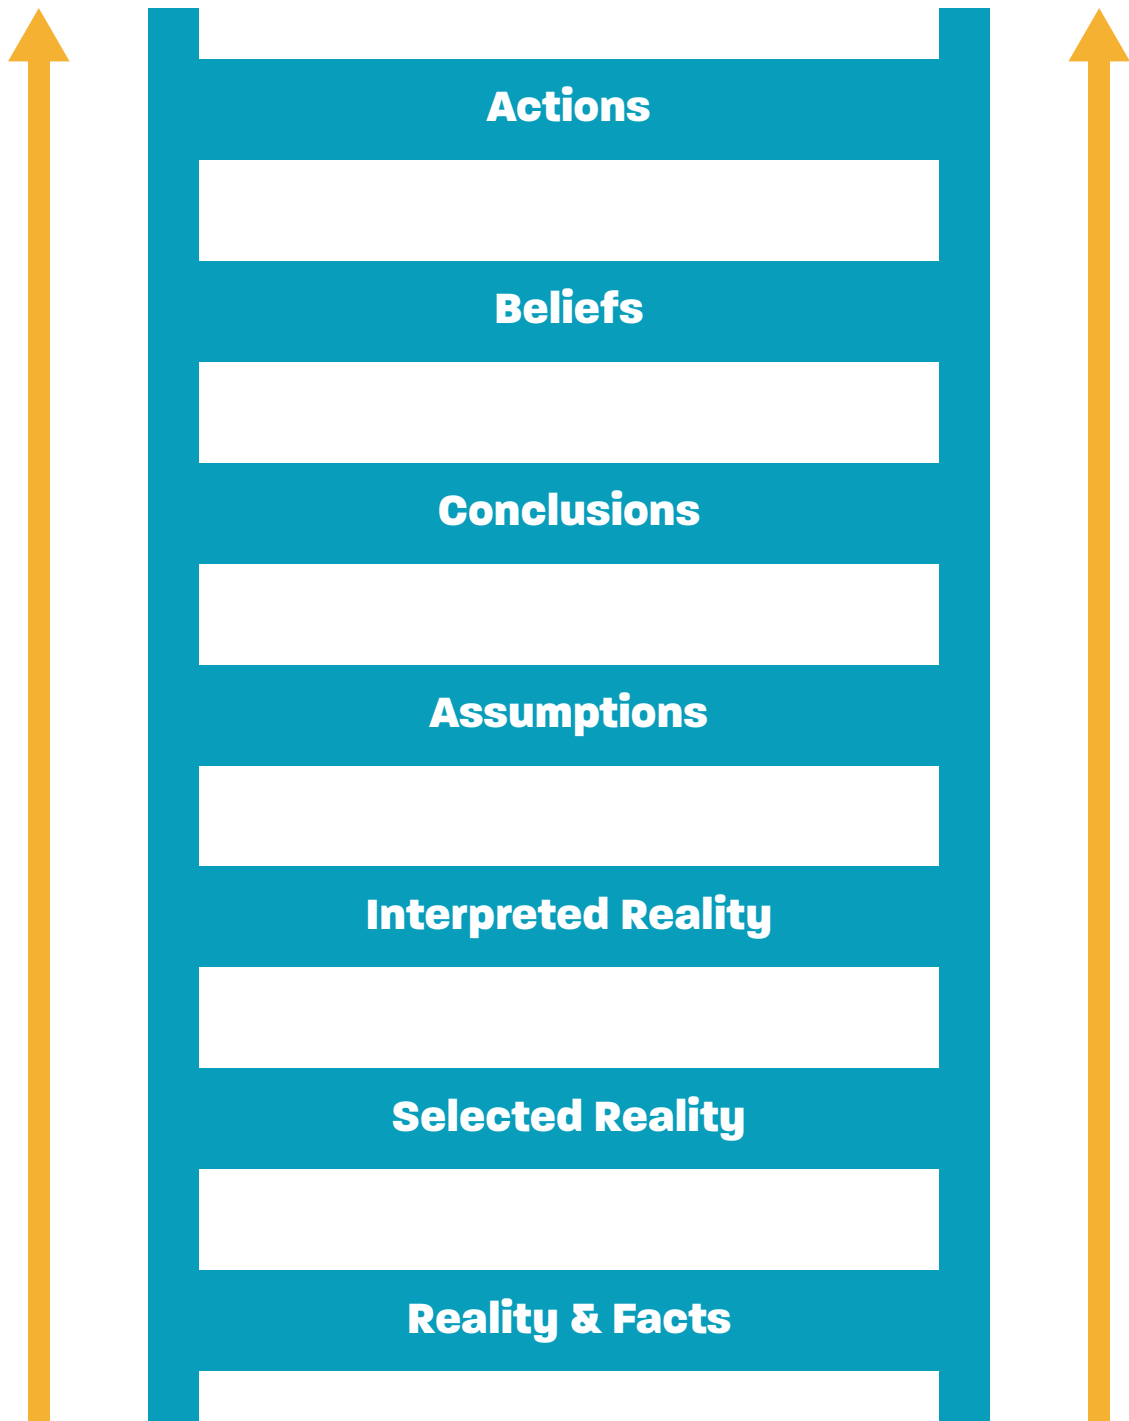 Actions
Beliefs
Conclusions
Assumptions
Interpreted Reality
Selected Reality
Reality & Facts